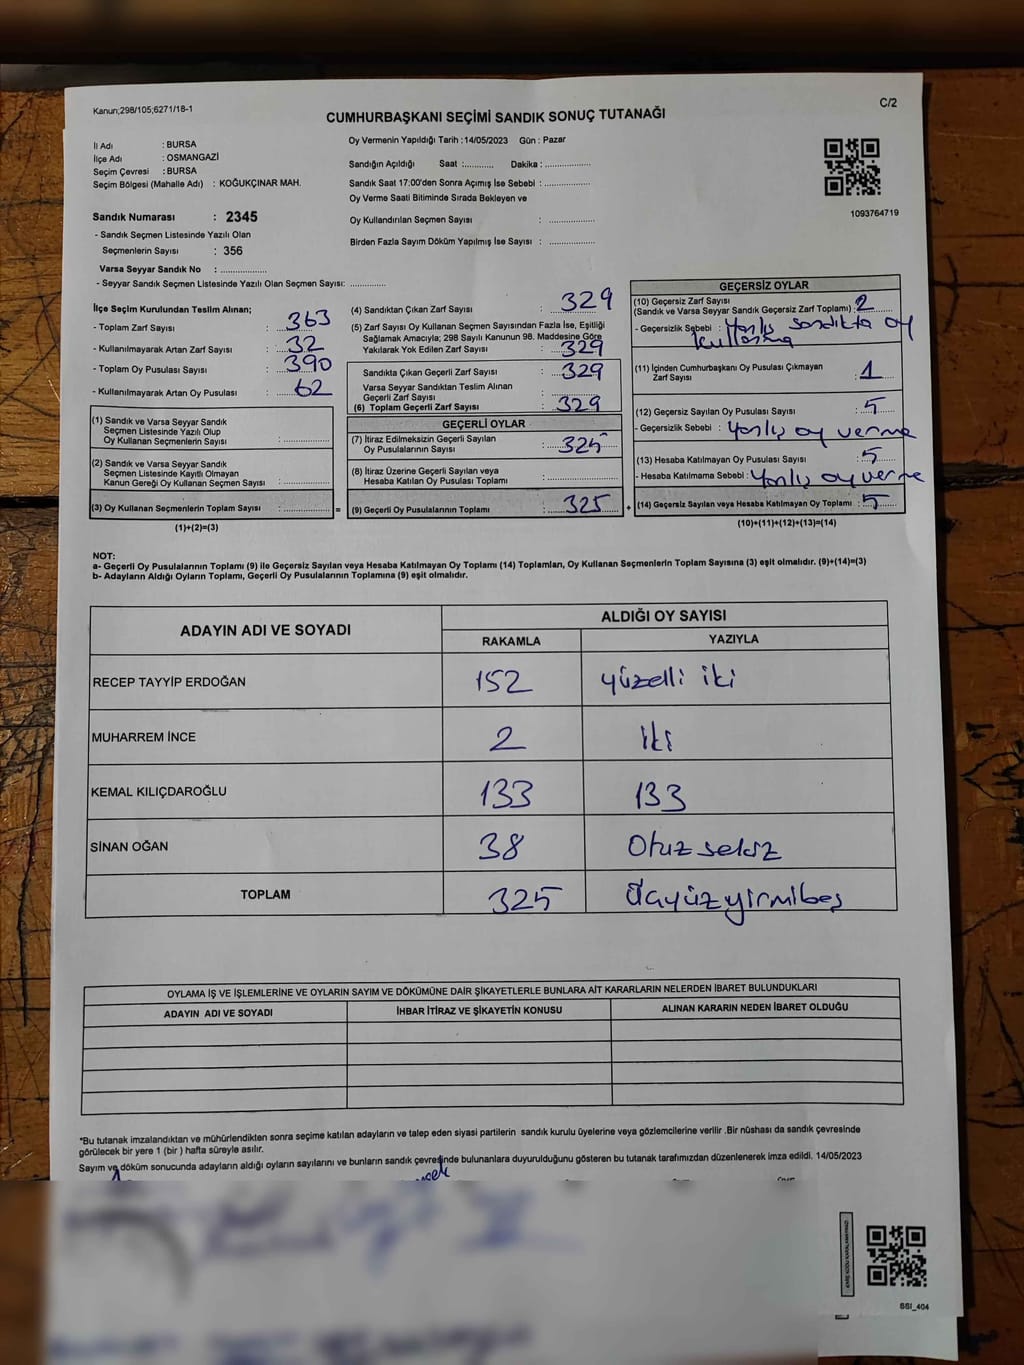 Kanun;298/105;6271/18-1
C/2
CUMHURBAŞKANI SEÇİMİ SANDIK SONUÇ TUTANAĞI
İl Adı : BURSA
İlçe Adı : OSMANGAZİ
Seçim Çevresi : BURSA
Seçim Bölgesi (Mahalle Adı) : KOĞUKÇINAR MAH.
Sandık Numarası : 2345
- Sandık Seçmen Listesinde Yazılı Olan
Seçmenlerin Sayısı : 356
Varsa Seyyar Sandık No : ..................
- Seyyar Sandık Seçmen Listesinde Yazılı Olan Seçmen Sayısı: ..............
Oy Vermenin Yapıldığı Tarih :14/05/2023 Gün : Pazar
Sandığın Açıldığı Saat :............ Dakika : ..................
Sandık Saat 17:00'den Sonra Açımış İse Sebebi : ..................
Oy Verme Saati Bitiminde Sırada Bekleyen ve
Oy Kullandırılan Seçmen Sayısı : ..................
Birden Fazla Sayım Döküm Yapılmış İse Sayısı : ..................
1093764719
İlçe Seçim Kurulundan Teslim Alınan;
- Toplam Zarf Sayısı : 363
- Kullanılmayarak Artan Zarf Sayısı : 32
- Toplam Oy Pusulası Sayısı : 390
- Kullanılmayarak Artan Oy Pusulası : 62
(1) Sandık ve Varsa Seyyar Sandık
Seçmen Listesinde Yazılı Olup
Oy Kullanan Seçmenlerin Sayısı : ..................
(2) Sandık ve Varsa Seyyar Sandık
Seçmen Listesinde Kayıtlı Olmayan
Kanun Gereği Oy Kullanan Seçmen Sayısı : ..................
(3) Oy Kullanan Seçmenlerin Toplam Sayısı : .................. =
(1)+(2)=(3)
(4) Sandıktan Çıkan Zarf Sayısı : 329
(5) Zarf Sayısı Oy Kullanan Seçmen Sayısından Fazla İse, Eşitliği
Sağlamak Amacıyla; 298 Sayılı Kanunun 98. Maddesine Göre
Yakılarak Yok Edilen Zarf Sayısı : 329
Sandıkta Çıkan Geçerli Zarf Sayısı : 329
Varsa Seyyar Sandıktan Teslim Alınan
Geçerli Zarf Sayısı :
(6) Toplam Geçerli Zarf Sayısı : 329
GEÇERLİ OYLAR
(7) İtiraz Edilmeksizin Geçerli Sayılan
Oy Pusulalarının Sayısı : 325
(8) İtiraz Üzerine Geçerli Sayılan veya
Hesaba Katılan Oy Pusulası Toplamı : ..................
(9) Geçerli Oy Pusulalarının Toplamı : 325 +
GEÇERSİZ OYLAR
(10) Geçersiz Zarf Sayısı
(Sandık ve Varsa Seyyar Sandık Geçersiz Zarf Toplamı) : 2
- Geçersizlik Sebebi : Yanlış sandıkta oy
kullanma
(11) İçinden Cumhurbaşkanı Oy Pusulası Çıkmayan
Zarf Sayısı : 1
(12) Geçersiz Sayılan Oy Pusulası Sayısı : 5
- Geçersizlik Sebebi : Yanlış oy verme
(13) Hesaba Katılmayan Oy Pusulası Sayısı : 5
- Hesaba Katılmama Sebebi : Yanlış oy verme
(14) Geçersiz Sayılan veya Hesaba Katılmayan Oy Toplamı : 5
(10)+(11)+(12)+(13)=(14)
NOT:
a- Geçerli Oy Pusulalarının Toplamı (9) ile Geçersiz Sayılan veya Hesaba Katılmayan Oy Toplamı (14) Toplamları, Oy Kullanan Seçmenlerin Toplam Sayısına (3) eşit olmalıdır. (9)+(14)=(3)
b- Adayların Aldığı Oyların Toplam, Geçerli Oy Pusulalarının Toplamına (9) eşit olmalıdır.
ADAYIN ADI VE SOYADI
ALDIĞI OY SAYISI
RAKAMLA YAZIYLA
RECEP TAYYİP ERDOĞAN 152 yüzelli iki
MUHARREM İNCE 2 iki
KEMAL KILIÇDAROĞLU 133 133
SİNAN OĞAN 38 Otuz sekiz
TOPLAM 325 Üçyüzyirmibeş
OYLAMA İŞ VE İŞLEMLERİNE VE OYLARIN SAYIM VE DÖKÜMÜNE DAİR ŞİKAYETLERLE BUNLARA AİT KARARLARIN NELERDEN İBARET BULUNDUKLARI
ADAYIN ADI VE SOYADI İHBAR İTİRAZ VE ŞİKAYETİN KONUSU ALINAN KARARIN NEDEN İBARET OLDUĞU
*Bu tutanak imzalandıktan ve mühürlendikten sonra seçime katılan adayların ve talep eden siyasi partilerin sandık kurulu üyelerine veya gözlemcilerine verilir .Bir nüshası da sandık çevresinde
görülecek bir yere 1 (bir ) hafta süreyle asılır.
Sayım ve döküm sonucunda adayların aldığı oyların sayılarını ve bunların sandık çevresinde bulunanlara duyurulduğunu gösteren bu tutanak tarafımızdan düzenlenerek imza edildi. 14/05/2023
SSI_404